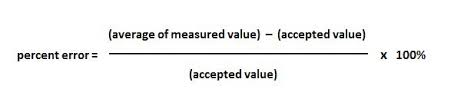 (average of measured value) – (accepted value)
percent error = x 100%
(accepted value)